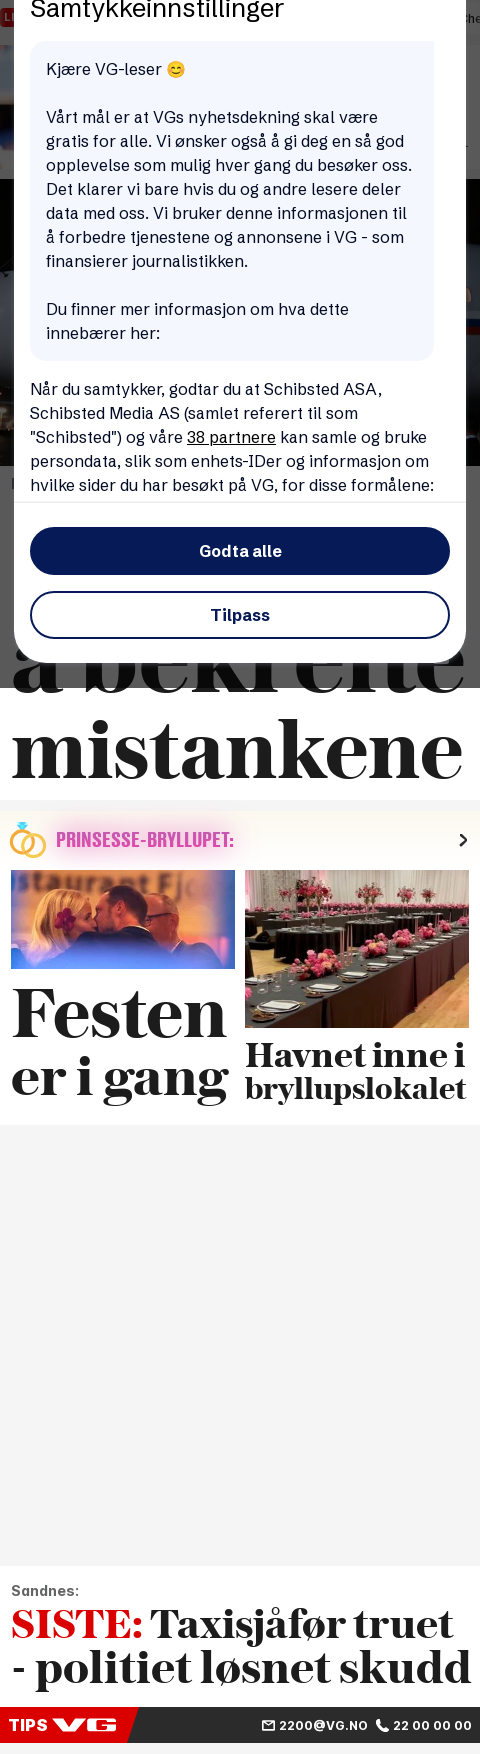 Samtykkeinnstillinger
Kjære VG-leser 😊
Vårt mål er at VGs nyhetsdekning skal være
gratis for alle. Vi ønsker også å gi deg en så god
opplevelse som mulig hver gang du besøker oss.
Det klarer vi bare hvis du og andre lesere deler
data med oss. Vi bruker denne informasjonen til
å forbedre tjenestene og annonsene i VG - som
finansierer journalistikken.
Du finner mer informasjon om hva dette
innebærer her:
Når du samtykker, godtar du at Schibsted ASA,
Schibsted Media AS (samlet referert til som
"Schibsted") og våre 38 partnere kan samle og bruke
persondata, slik som enhets-IDer og informasjon om
hvilke sider du har besøkt på VG, for disse formålene:
Godta alle
Tilpass
å bekrefte
mistankene
PRINSESSE-BRYLLUPET:
Festen
er i gang
Havnet inne i
bryllupslokalet
Sandnes:
SISTE: Taxisjåfør truet
- politiet løsnet skudd
TIPS VG 2200@VG.NO 22 00 00 00